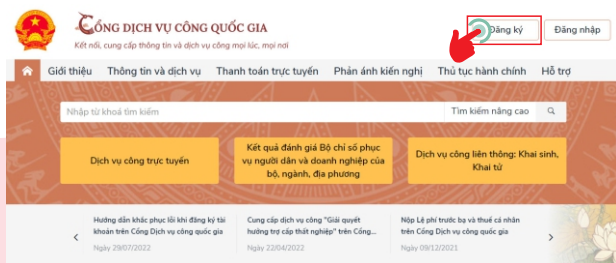 CỔNG DỊCH VỤ CÔNG QUỐC GIA
Kết nối, cung cấp thông tin và dịch vụ công mọi lúc, mọi nơi
Đăng ký
Đăng nhập
Giới thiệu Thông tin và dịch vụ Thanh toán trực tuyến Phản ánh kiến nghị Thủ tục hành chính Hỗ trợ
Nhập từ khoá tìm kiếm
Tìm kiếm nâng cao
Dịch vụ công trực tuyến
Kết quả đánh giá Bộ chỉ số phục
vụ người dân và doanh nghiệp của
bộ, ngành, địa phương
Dịch vụ công liên thông: Khai sinh,
Khai tử
Hướng dẫn khắc phục lỗi khi đăng ký tài
khoản trên Cổng Dịch vụ công quốc gia
Ngày 29/07/2022
Cung cấp dịch vụ công "Giải quyết
hưởng trợ cấp thất nghiệp" trên Cổng...
Ngày 22/04/2022
Nộp Lệ phí trước bạ và thuế cá nhân
trên Cổng Dịch vụ công quốc gia
Ngày 09/12/2021